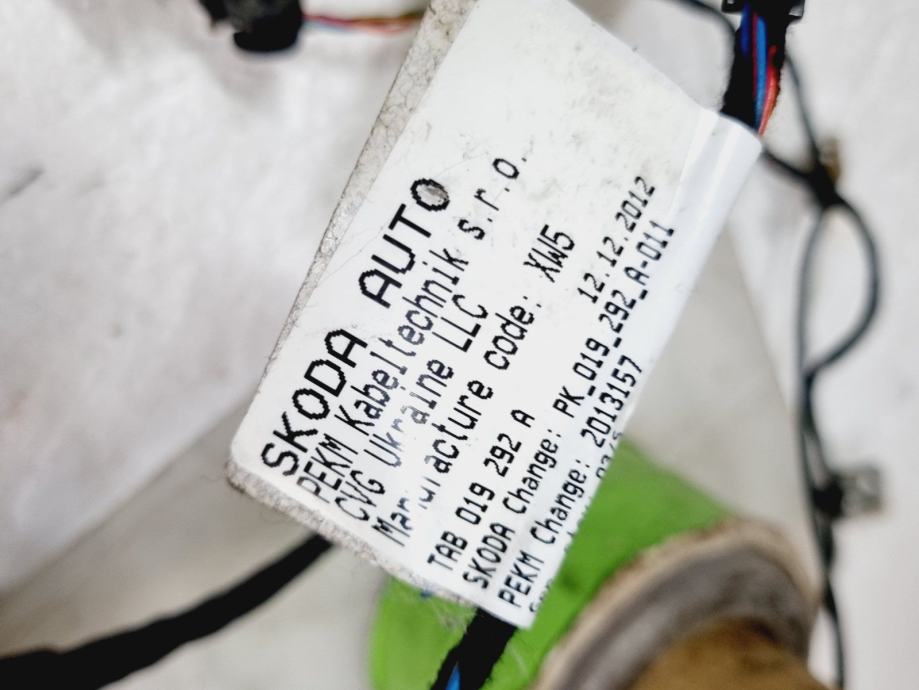 SKODA AUTO
PEKM Kabeltechnik s.r.o.
CVG Ukraine LLC
Manufacture code: XW5
TAB 019 292 A 12.12.2012
SKODA Change: PK_019_292_A-011
PEKM Change: 2013157